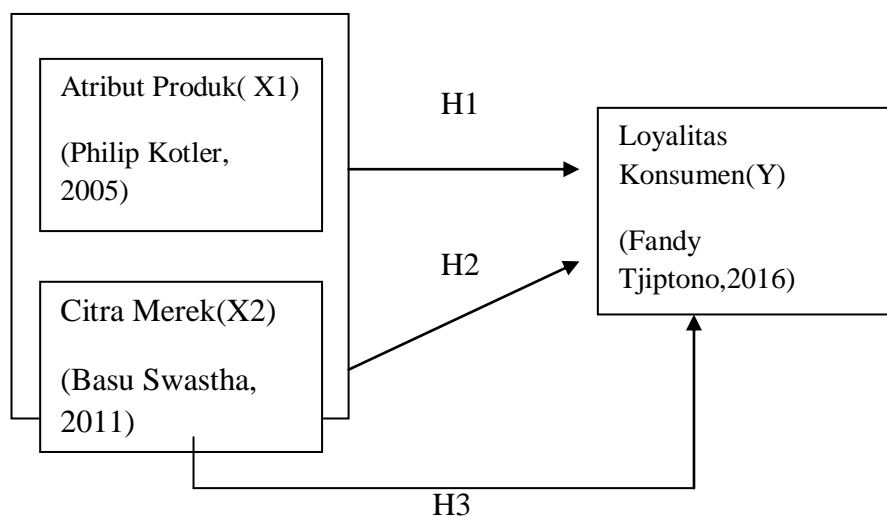 Atribut Produk( X1)
(Philip Kotler,
2005)
H1
Loyalitas
Konsumen(Y)
(Fandy
Tjiptono,2016)
H2
Citra Merek(X2)
(Basu Swastha,
2011)
H3